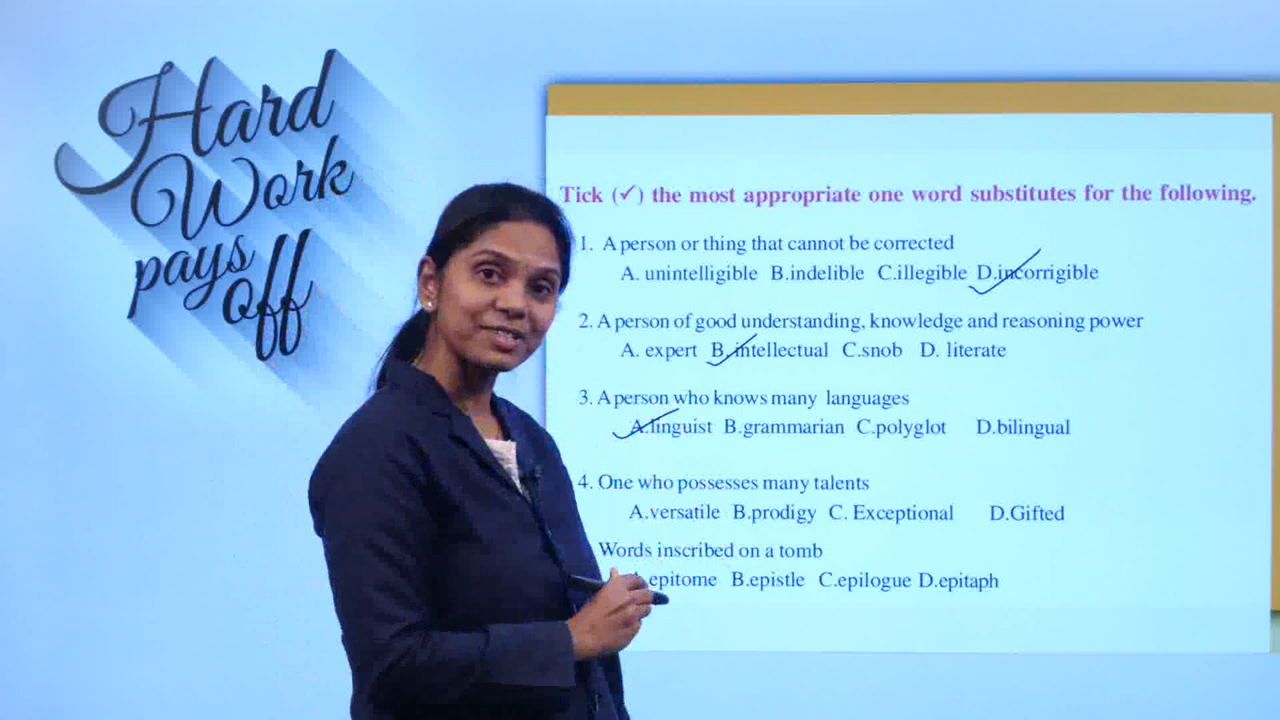 Hard
Work
pays
off
Tick (✓) the most appropriate one word substitutes for the following.
1. A person or thing that cannot be corrected
A. unintelligible B.indelible C.illegible D.incorrigible
2. A person of good understanding, knowledge and reasoning power
A. expert B. intellectual C.snob D. literate
3. A person who knows many languages
A.linguist B.grammarian C.polyglot D.bilingual
4. One who possesses many talents
A.versatile B.prodigy C. Exceptional D.Gifted
Words inscribed on a tomb
A.epitome B.epistle C.epilogue D.epitaph